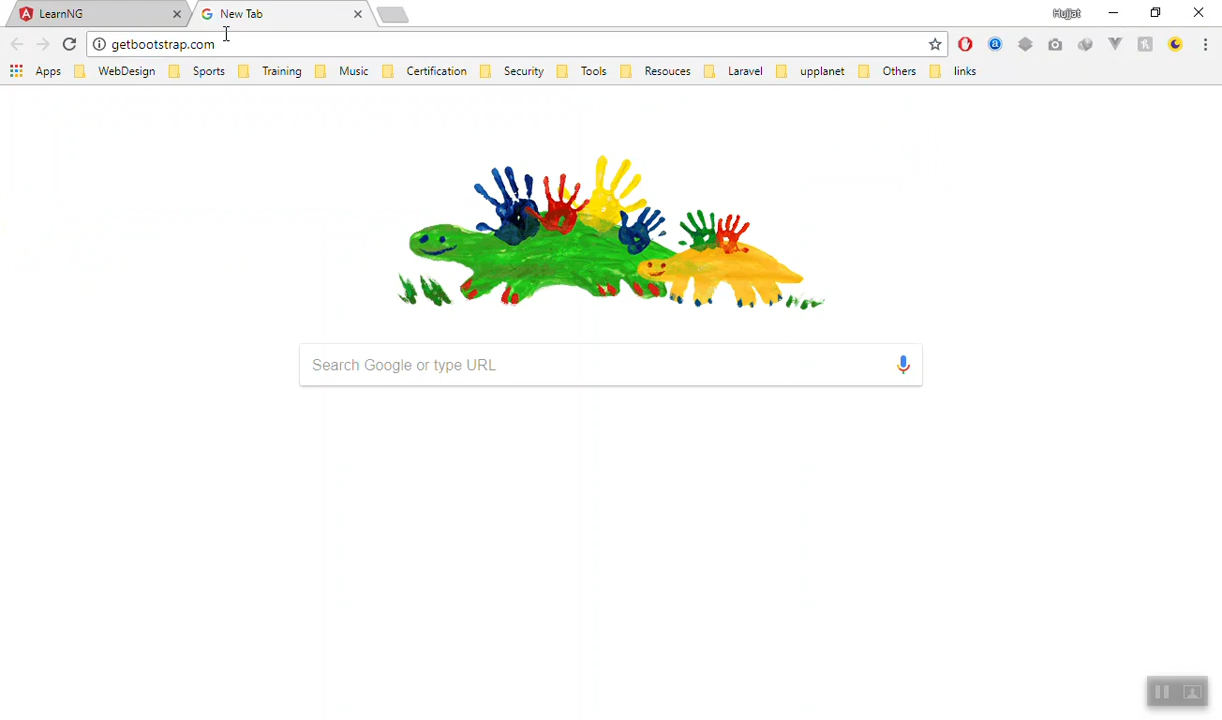 LearnNG
New Tab
Hujjat
getbootstrap.com
Apps WebDesign Sports Training Music Certification Security Tools Resouces Laravel upplanet Others links
Search Google or type URL